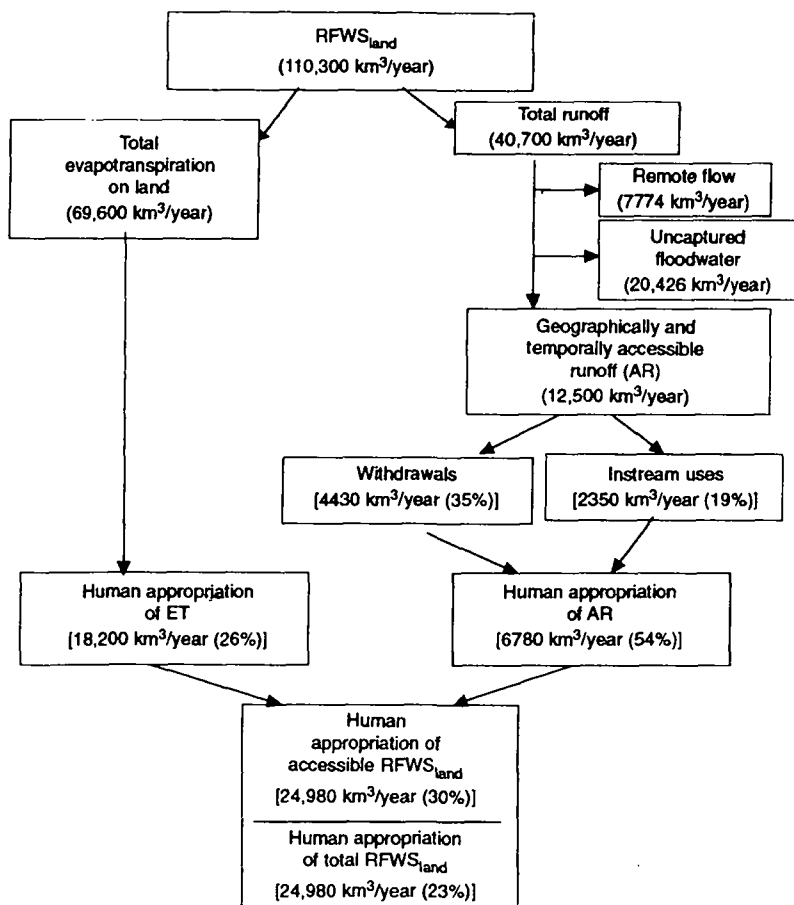 RFWS_land
(110,300 km³/year)
Total
evapotranspiration
on land
(69,600 km³/year)
Total runoff
(40,700 km³/year)
Remote flow
(7774 km³/year)
Uncaptured
floodwater
(20,426 km³/year)
Geographically and
temporally accessible
runoff (AR)
(12,500 km³/year)
Withdrawals
[4430 km³/year (35%)]
Instream uses
[2350 km³/year (19%)]
Human appropriation
of ET
[18,200 km³/year (26%)]
Human appropriation
of AR
[6780 km³/year (54%)]
Human
appropriation of
accessible RFWS_land
[24,980 km³/year (30%)]
Human appropriation
of total RFWS_land
[24,980 km³/year (23%)]